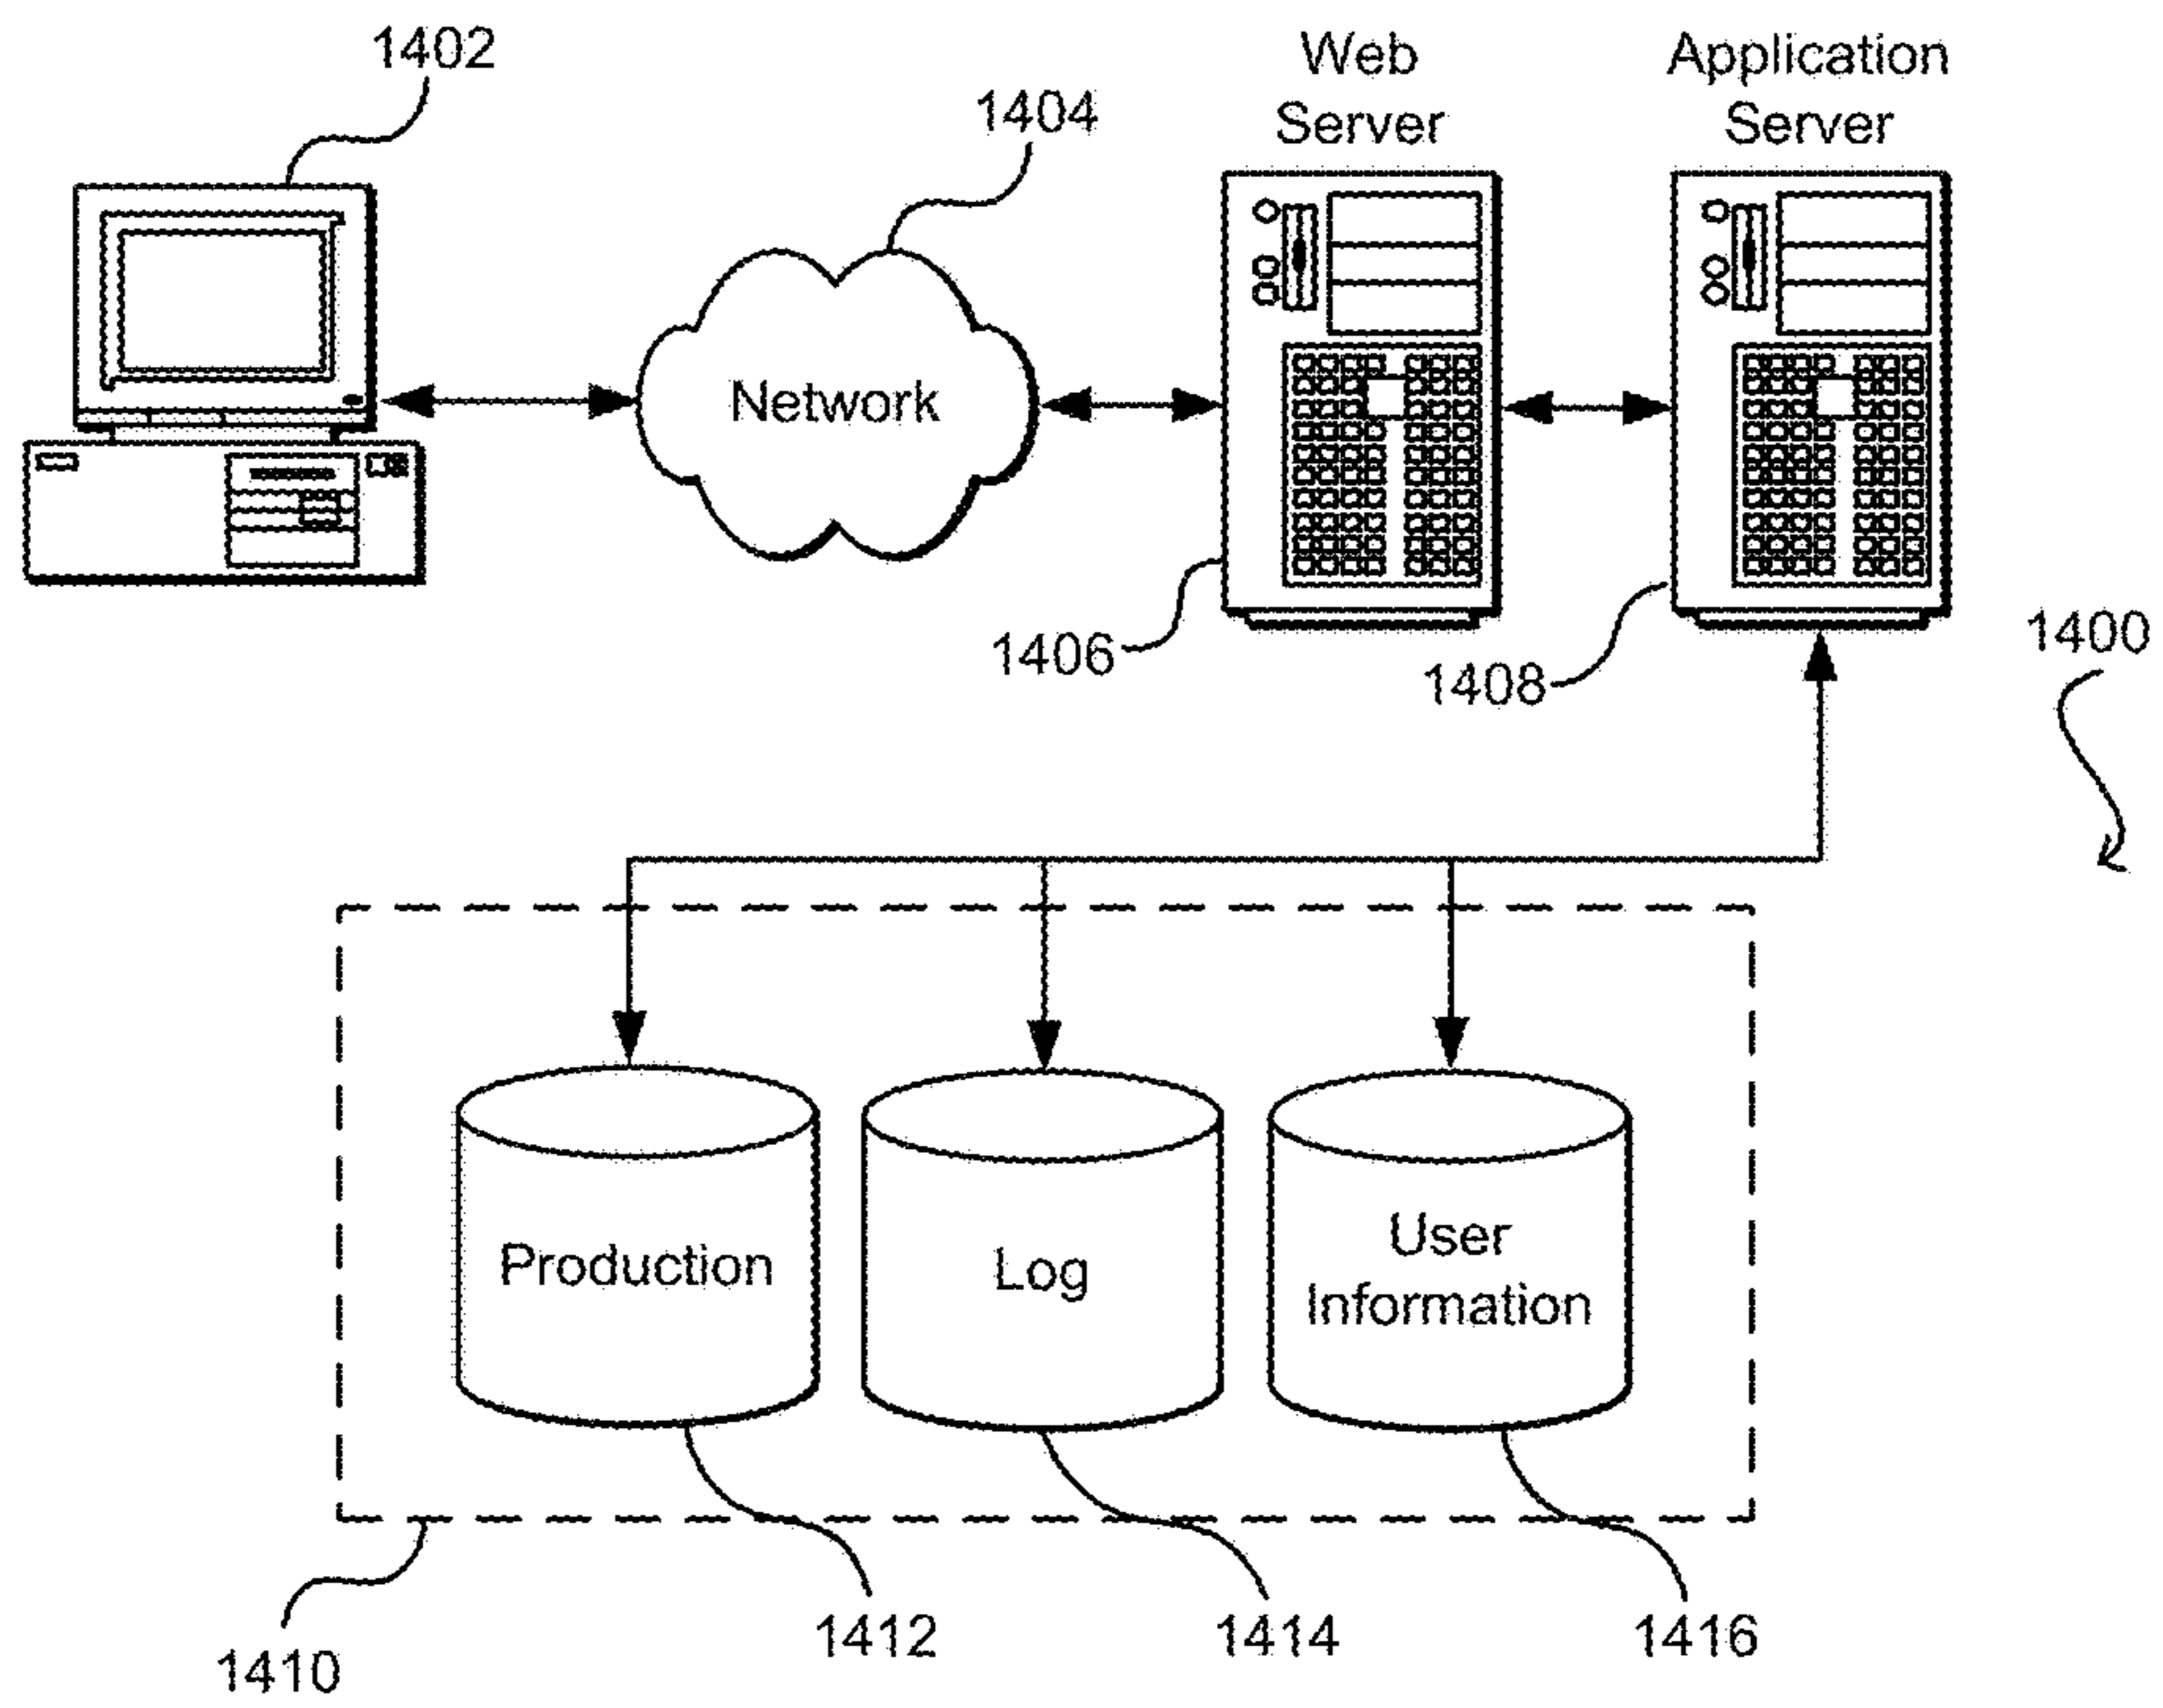 1402
1404
Web
Server
Application
Server
Network
1406
1408
1400
Production
Log
User
Information
1410
1412
1414
1416